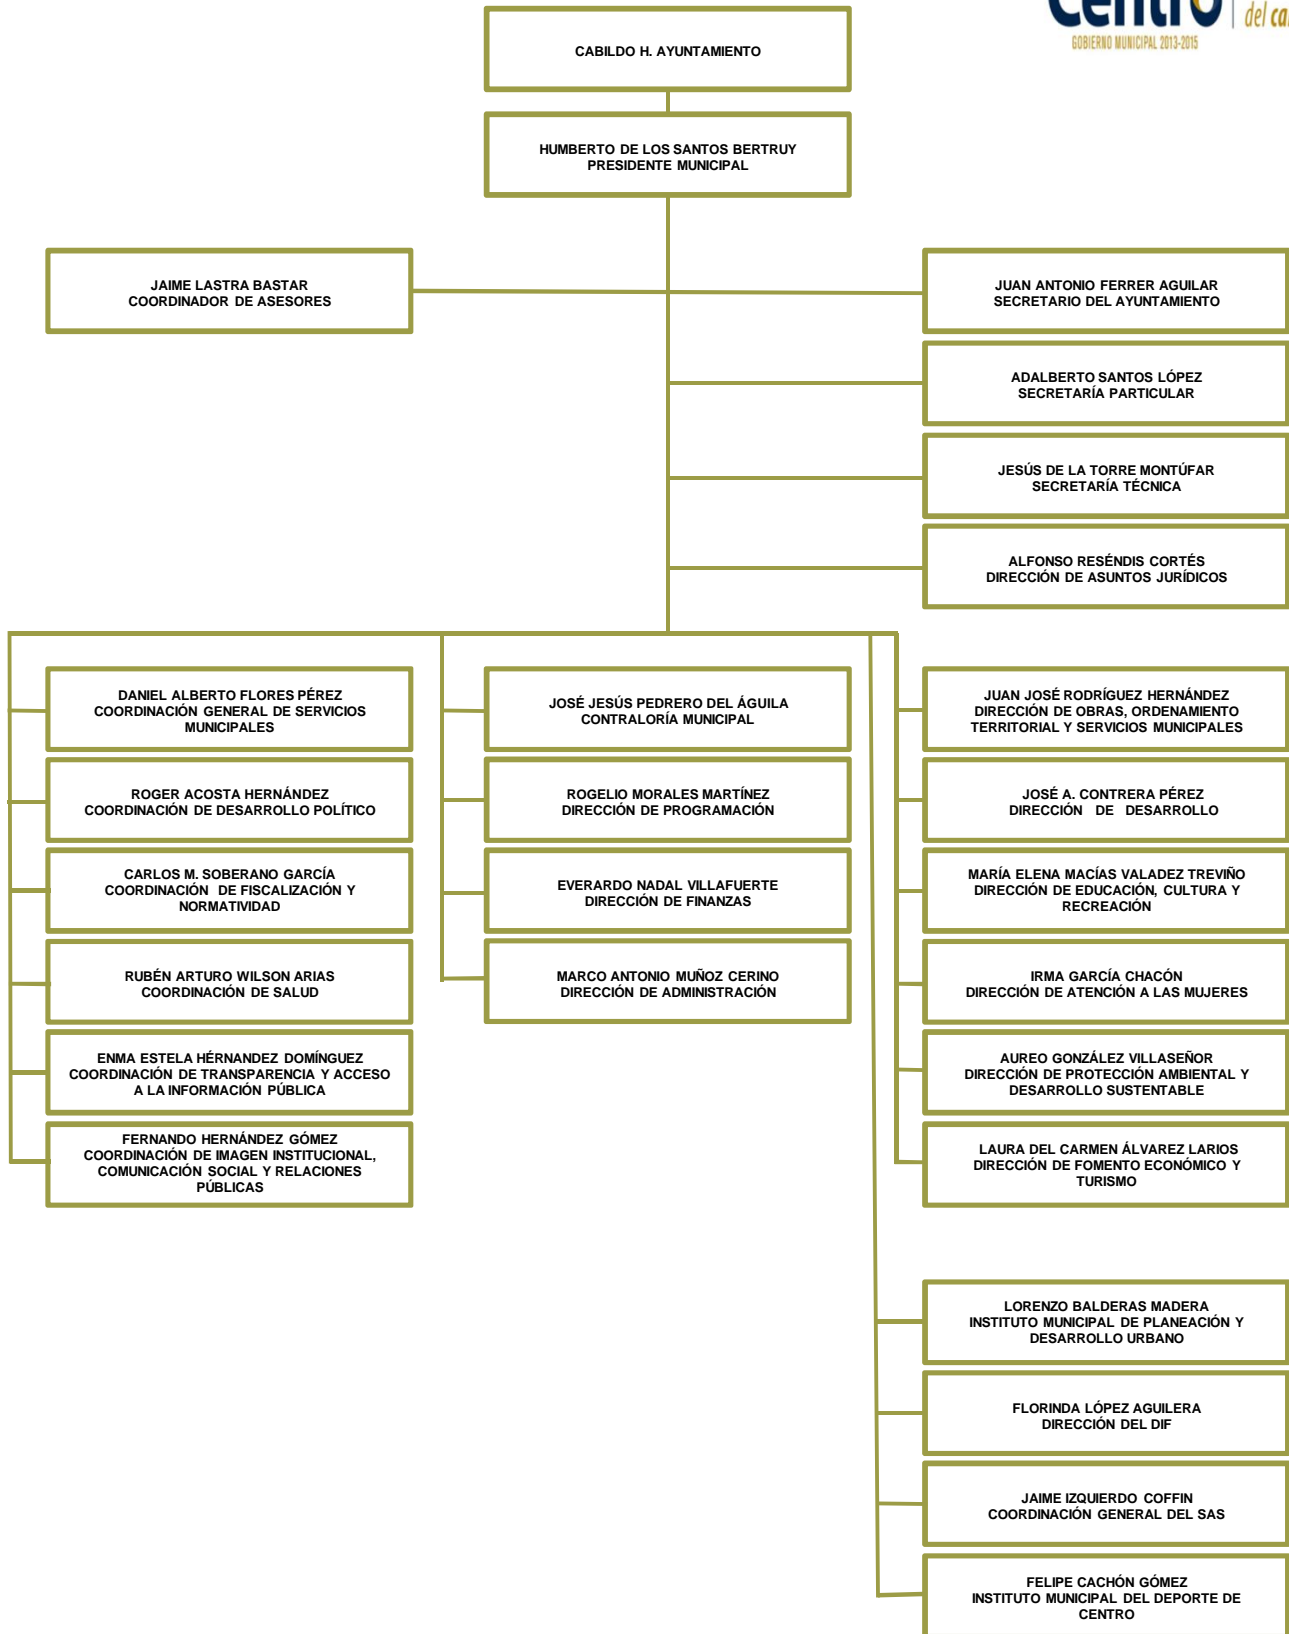 Centro
del
GOBIERNO MUNICIPAL 2013-2015
CABILDO H. AYUNTAMIENTO
HUMBERTO DE LOS SANTOS BERTRUY
PRESIDENTE MUNICIPAL
JAIME LASTRA BASTAR
COORDINADOR DE ASESORES
JUAN ANTONIO FERRER AGUILAR
SECRETARIO DEL AYUNTAMIENTO
ADALBERTO SANTOS LÓPEZ
SECRETARÍA PARTICULAR
JESÚS DE LA TORRE MONTÚFAR
SECRETARÍA TÉCNICA
ALFONSO RESÉNDIS CORTÉS
DIRECCIÓN DE ASUNTOS JURÍDICOS
DANIEL ALBERTO FLORES PÉREZ
COORDINACIÓN GENERAL DE SERVICIOS
MUNICIPALES
ROGER ACOSTA HERNÁNDEZ
COORDINACIÓN DE DESARROLLO POLÍTICO
CARLOS M. SOBERANO GARCÍA
COORDINACIÓN DE FISCALIZACIÓN Y
NORMATIVIDAD
RUBÉN ARTURO WILSON ARIAS
COORDINACIÓN DE SALUD
ENMA ESTELA HÉRNANDEZ DOMÍNGUEZ
COORDINACIÓN DE TRANSPARENCIA Y ACCESO
A LA INFORMACIÓN PÚBLICA
FERNANDO HERNÁNDEZ GÓMEZ
COORDINACIÓN DE IMAGEN INSTITUCIONAL,
COMUNICACIÓN SOCIAL Y RELACIONES
PÚBLICAS
JOSÉ JESÚS PEDRERO DEL ÁGUILA
CONTRALORÍA MUNICIPAL
ROGELIO MORALES MARTÍNEZ
DIRECCIÓN DE PROGRAMACIÓN
EVERARDO NADAL VILLAFUERTE
DIRECCIÓN DE FINANZAS
MARCO ANTONIO MUÑOZ CERINO
DIRECCIÓN DE ADMINISTRACIÓN
JUAN JOSÉ RODRÍGUEZ HERNÁNDEZ
DIRECCIÓN DE OBRAS, ORDENAMIENTO
TERRITORIAL Y SERVICIOS MUNICIPALES
JOSÉ A. CONTRERA PÉREZ
DIRECCIÓN DE DESARROLLO
MARÍA ELENA MACÍAS VALADEZ TREVIÑO
DIRECCIÓN DE EDUCACIÓN, CULTURA Y
RECREACIÓN
IRMA GARCÍA CHACÓN
DIRECCIÓN DE ATENCIÓN A LAS MUJERES
AUREO GONZÁLEZ VILLASEÑOR
DIRECCIÓN DE PROTECCIÓN AMBIENTAL Y
DESARROLLO SUSTENTABLE
LAURA DEL CARMEN ÁLVAREZ LARIOS
DIRECCIÓN DE FOMENTO ECONÓMICO Y
TURISMO
LORENZO BALDERAS MADERA
INSTITUTO MUNICIPAL DE PLANEACIÓN Y
DESARROLLO URBANO
FLORINDA LÓPEZ AGUILERA
DIRECCIÓN DEL DIF
JAIME IZQUIERDO COFFIN
COORDINACIÓN GENERAL DEL SAS
FELIPE CACHÓN GÓMEZ
INSTITUTO MUNICIPAL DEL DEPORTE DE
CENTRO